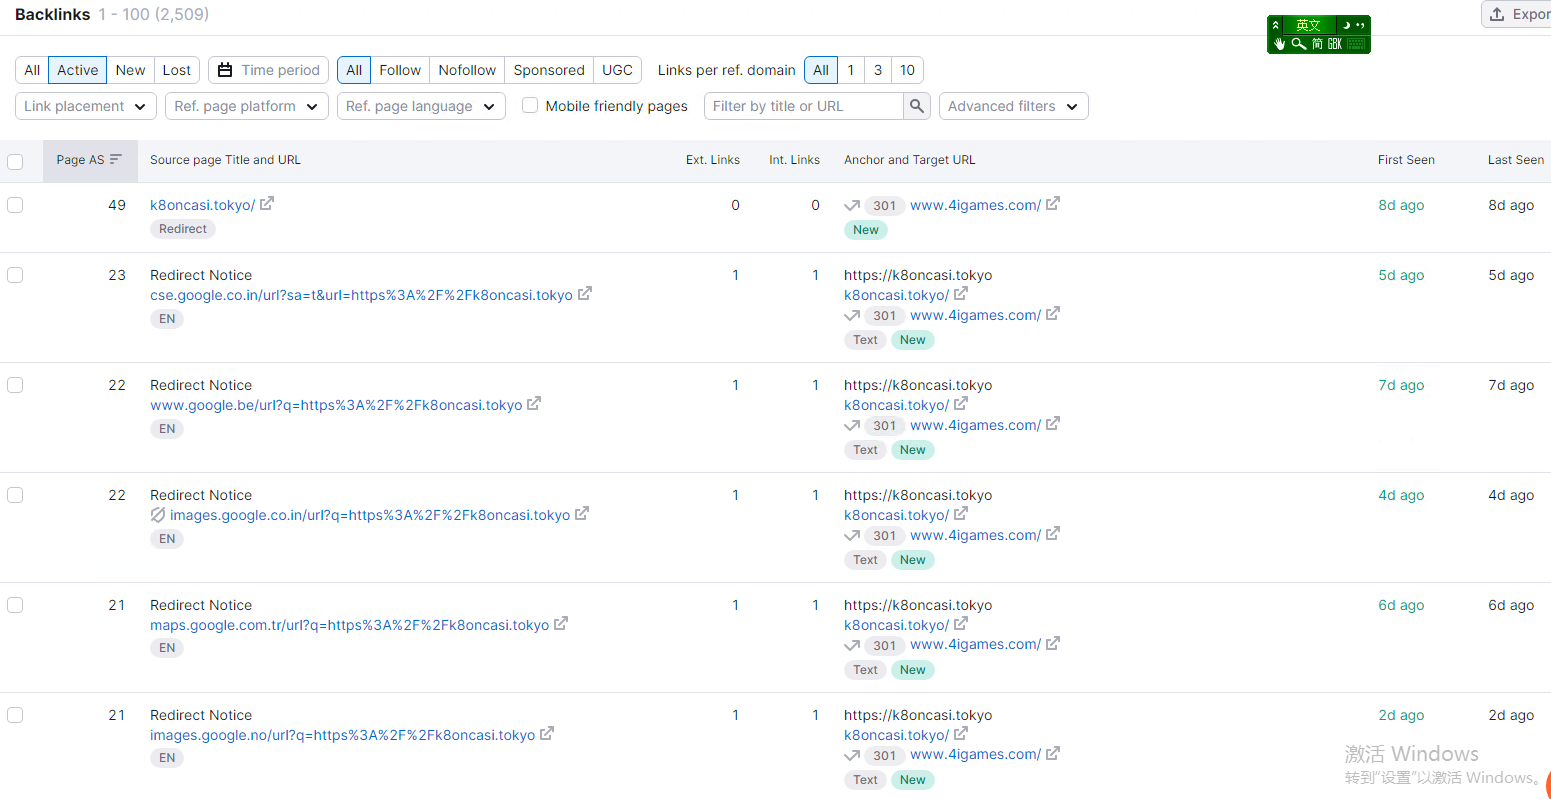 Backlinks 1 - 100 (2,509)
Expor
英文
简 GBK
All Active New Lost Time period All Follow Nofollow Sponsored UGC Links per ref. domain All 1 3 10
Link placement Ref. page platform Ref. page language Mobile friendly pages Filter by title or URL Advanced filters
Page AS Source page Title and URL Ext. Links Int. Links Anchor and Target URL First Seen Last Seen
49 k8oncasi.tokyo/ 0 0 301 www.4igames.com/ 8d ago 8d ago
Redirect New
23 Redirect Notice 1 1 https://k8oncasi.tokyo 5d ago 5d ago
cse.google.co.in/url?sa=t&url=https%3A%2F%2Fk8oncasi.tokyo k8oncasi.tokyo/
EN 301 www.4igames.com/
Text New
22 Redirect Notice 1 1 https://k8oncasi.tokyo 7d ago 7d ago
www.google.be/url?q=https%3A%2F%2Fk8oncasi.tokyo k8oncasi.tokyo/
EN 301 www.4igames.com/
Text New
22 Redirect Notice 1 1 https://k8oncasi.tokyo 4d ago 4d ago
images.google.co.in/url?q=https%3A%2F%2Fk8oncasi.tokyo k8oncasi.tokyo/
EN 301 www.4igames.com/
Text New
21 Redirect Notice 1 1 https://k8oncasi.tokyo 6d ago 6d ago
maps.google.com.tr/url?q=https%3A%2F%2Fk8oncasi.tokyo k8oncasi.tokyo/
EN 301 www.4igames.com/
Text New
21 Redirect Notice 1 1 https://k8oncasi.tokyo 2d ago 2d ago
images.google.no/url?q=https%3A%2F%2Fk8oncasi.tokyo k8oncasi.tokyo/
EN 301 www.4igames.com/
Text New
激活 Windows
转到“设置”以激活 Windows。